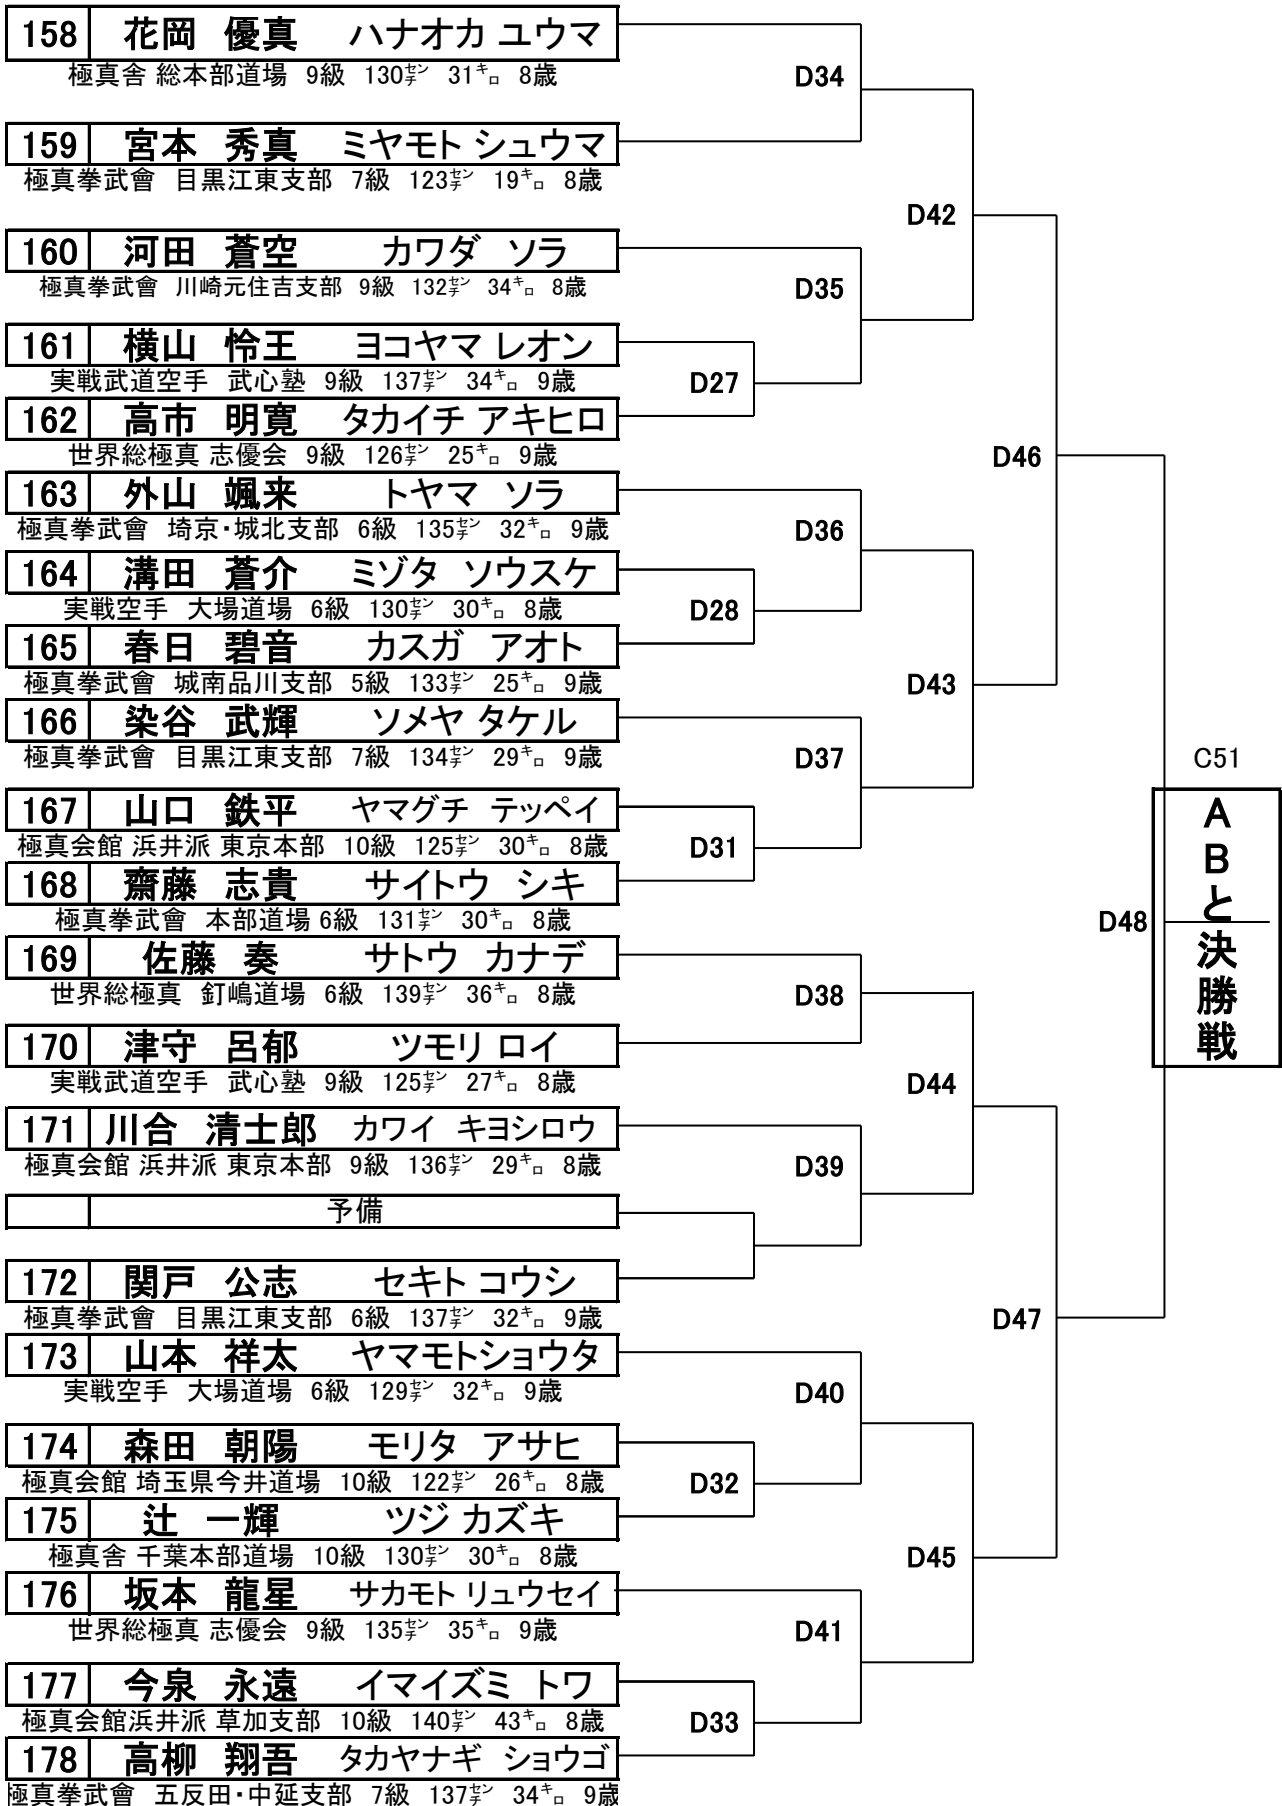 158 花岡 優真 ハナオカ ユウマ
極真舎 総本部道場 9級 130㌢ 31㌔ 8歳
D34
159 宮本 秀真 ミヤモト シュウマ
極真拳武會 目黒江東支部 7級 123㌢ 19㌔ 8歳
D42
160 河田 蒼空 カワダ ソラ
極真拳武會 川崎元住吉支部 9級 132㌢ 34㌔ 8歳
D35
161 横山 怜王 ヨコヤマ レオン
実戦武道空手 武心塾 9級 137㌢ 34㌔ 9歳
D27
162 高市 明寛 タカイチ アキヒロ
世界総極真 志優会 9級 126㌢ 25㌔ 9歳
D46
163 外山 颯来 トヤマ ソラ
極真拳武會 埼京・城北支部 6級 135㌢ 32㌔ 9歳
D36
164 溝田 蒼介 ミゾタ ソウスケ
実戦空手 大場道場 6級 130㌢ 30㌔ 8歳
D28
165 春日 碧音 カスガ アオト
極真拳武會 城南品川支部 5級 133㌢ 25㌔ 9歳
D43
166 染谷 武輝 ソメヤ タケル
極真拳武會 目黒江東支部 7級 134㌢ 29㌔ 9歳
D37
C51
167 山口 鉄平 ヤマグチ テッペイ
極真会館 浜井派 東京本部 10級 125㌢ 30㌔ 8歳
D31
168 齋藤 志貴 サイトウ シキ
極真拳武會 本部道場 6級 131㌢ 30㌔ 8歳
D48
ABと決勝戦
169 佐藤 奏 サトウ カナデ
世界総極真 釘嶋道場 6級 139㌢ 36㌔ 8歳
D38
170 津守 呂郁 ツモリ ロイ
実戦武道空手 武心塾 9級 125㌢ 27㌔ 8歳
D44
171 川合 清士郎 カワイ キヨシロウ
極真会館 浜井派 東京本部 9級 136㌢ 29㌔ 8歳
D39
予備
172 関戸 公志 セキト コウシ
極真拳武會 目黒江東支部 6級 137㌢ 32㌔ 9歳
D47
173 山本 祥太 ヤマモトショウタ
実戦空手 大場道場 6級 129㌢ 32㌔ 9歳
D40
174 森田 朝陽 モリタ アサヒ
極真会館 埼玉県今井道場 10級 122㌢ 26㌔ 8歳
D32
175 辻 一輝 ツジ カズキ
極真舎 千葉本部道場 10級 130㌢ 30㌔ 8歳
D45
176 坂本 龍星 サカモト リュウセイ
世界総極真 志優会 9級 135㌢ 35㌔ 9歳
D41
177 今泉 永遠 イマイズミ トワ
極真会館浜井派 草加支部 10級 140㌢ 43㌔ 8歳
D33
178 高柳 翔吾 タカヤナギ ショウゴ
極真拳武會 五反田・中延支部 7級 137㌢ 34㌔ 9歳